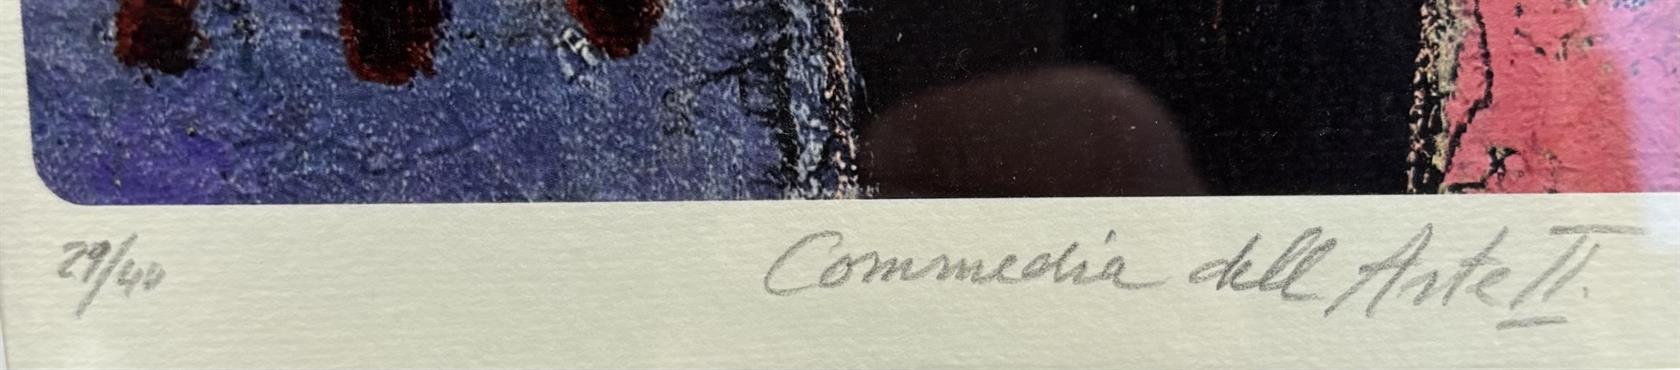 29/40
Commedia dell Arte II.